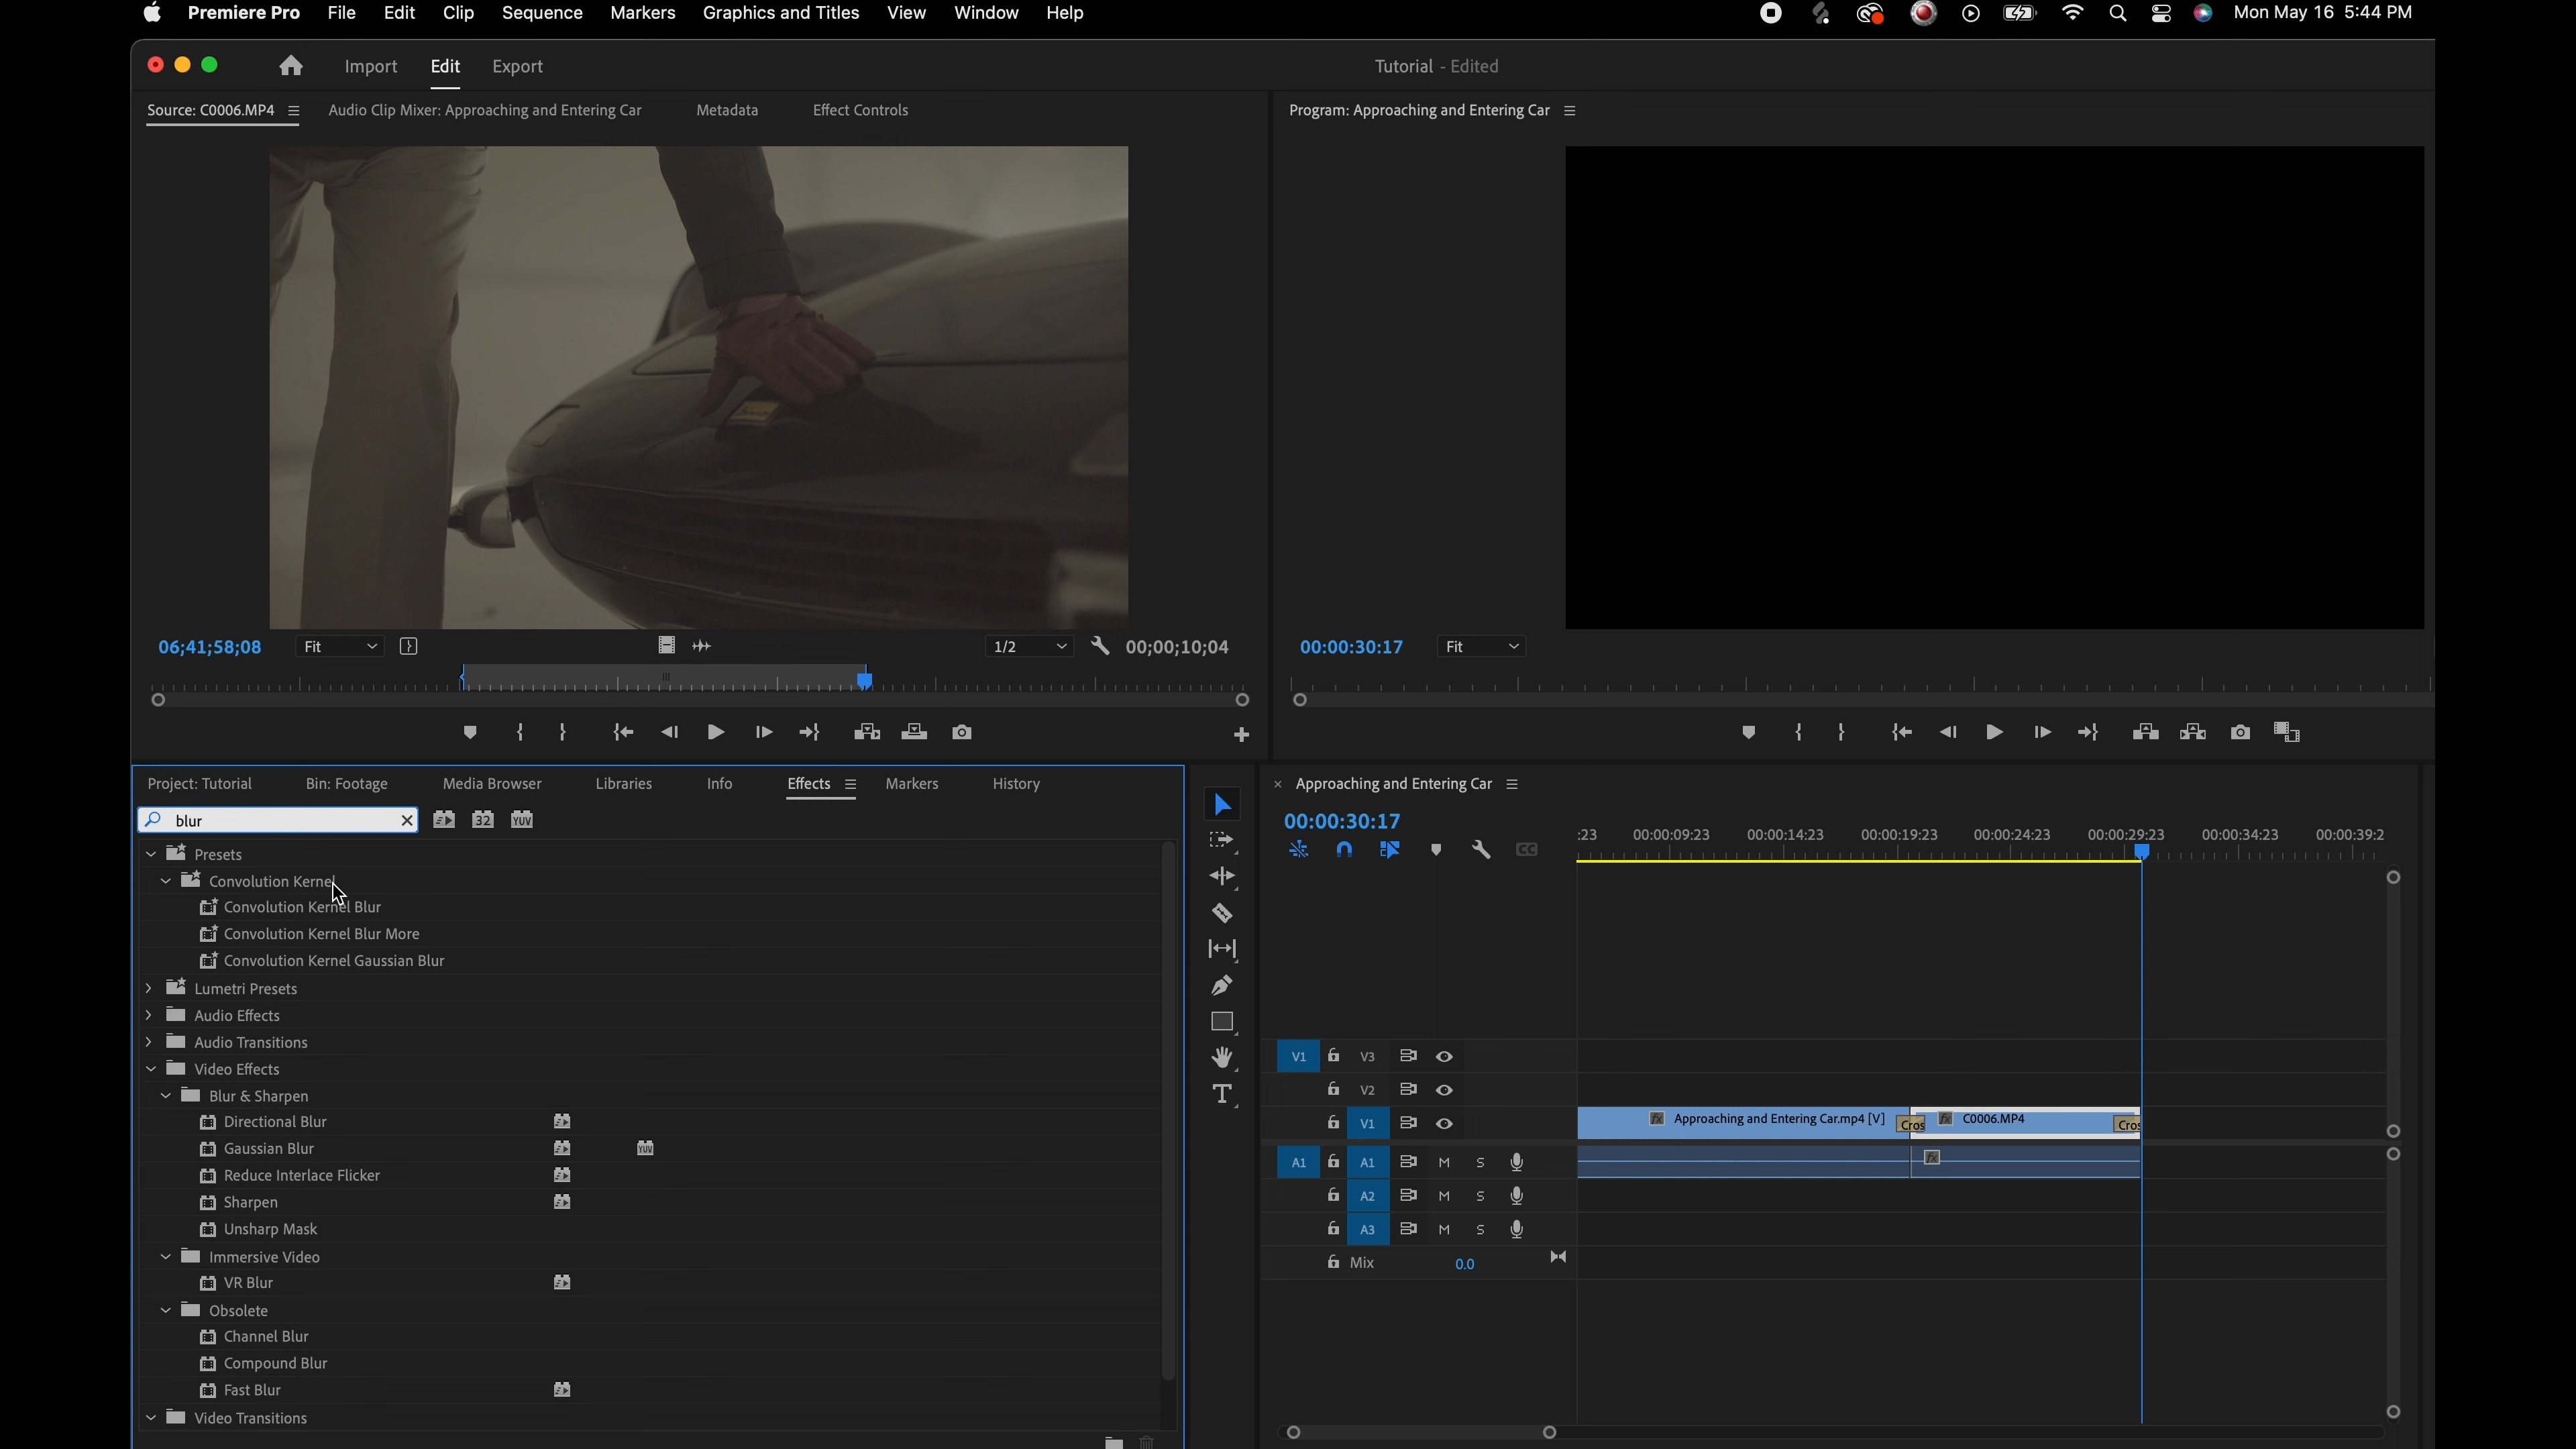 Premiere Pro File Edit Clip Sequence Markers Graphics and Titles View Window Help Mon May 16 5:44 PM
Import Edit Export Tutorial - Edited
Source: C0006.MP4 Audio Clip Mixer: Approaching and Entering Car Metadata Effect Controls Program: Approaching and Entering Car
06;41;58;08 Fit 1/2 00;00;10;04 00:00:30:17 Fit
Project: Tutorial Bin: Footage Media Browser Libraries Info Effects Markers History
blur 32 YUV
Presets
Convolution Kernel
Convolution Kernel Blur
Convolution Kernel Blur More
Convolution Kernel Gaussian Blur
Lumetri Presets
Audio Effects
Audio Transitions
Video Effects
Blur & Sharpen
Directional Blur
Gaussian Blur YUV
Reduce Interlace Flicker
Sharpen
Unsharp Mask
Immersive Video
VR Blur
Obsolete
Channel Blur
Compound Blur
Fast Blur
Video Transitions
T
× Approaching and Entering Car
00:00:30:17
:23 00:00:09:23 00:00:14:23 00:00:19:23 00:00:24:23 00:00:29:23 00:00:34:23 00:00:39:2
CC
V1 V3
V2
V1 fx Approaching and Entering Car.mp4 [V] Cros fx C0006.MP4 Cros
A1 A1 M S fx
A2 M S
A3 M S
Mix 0.0